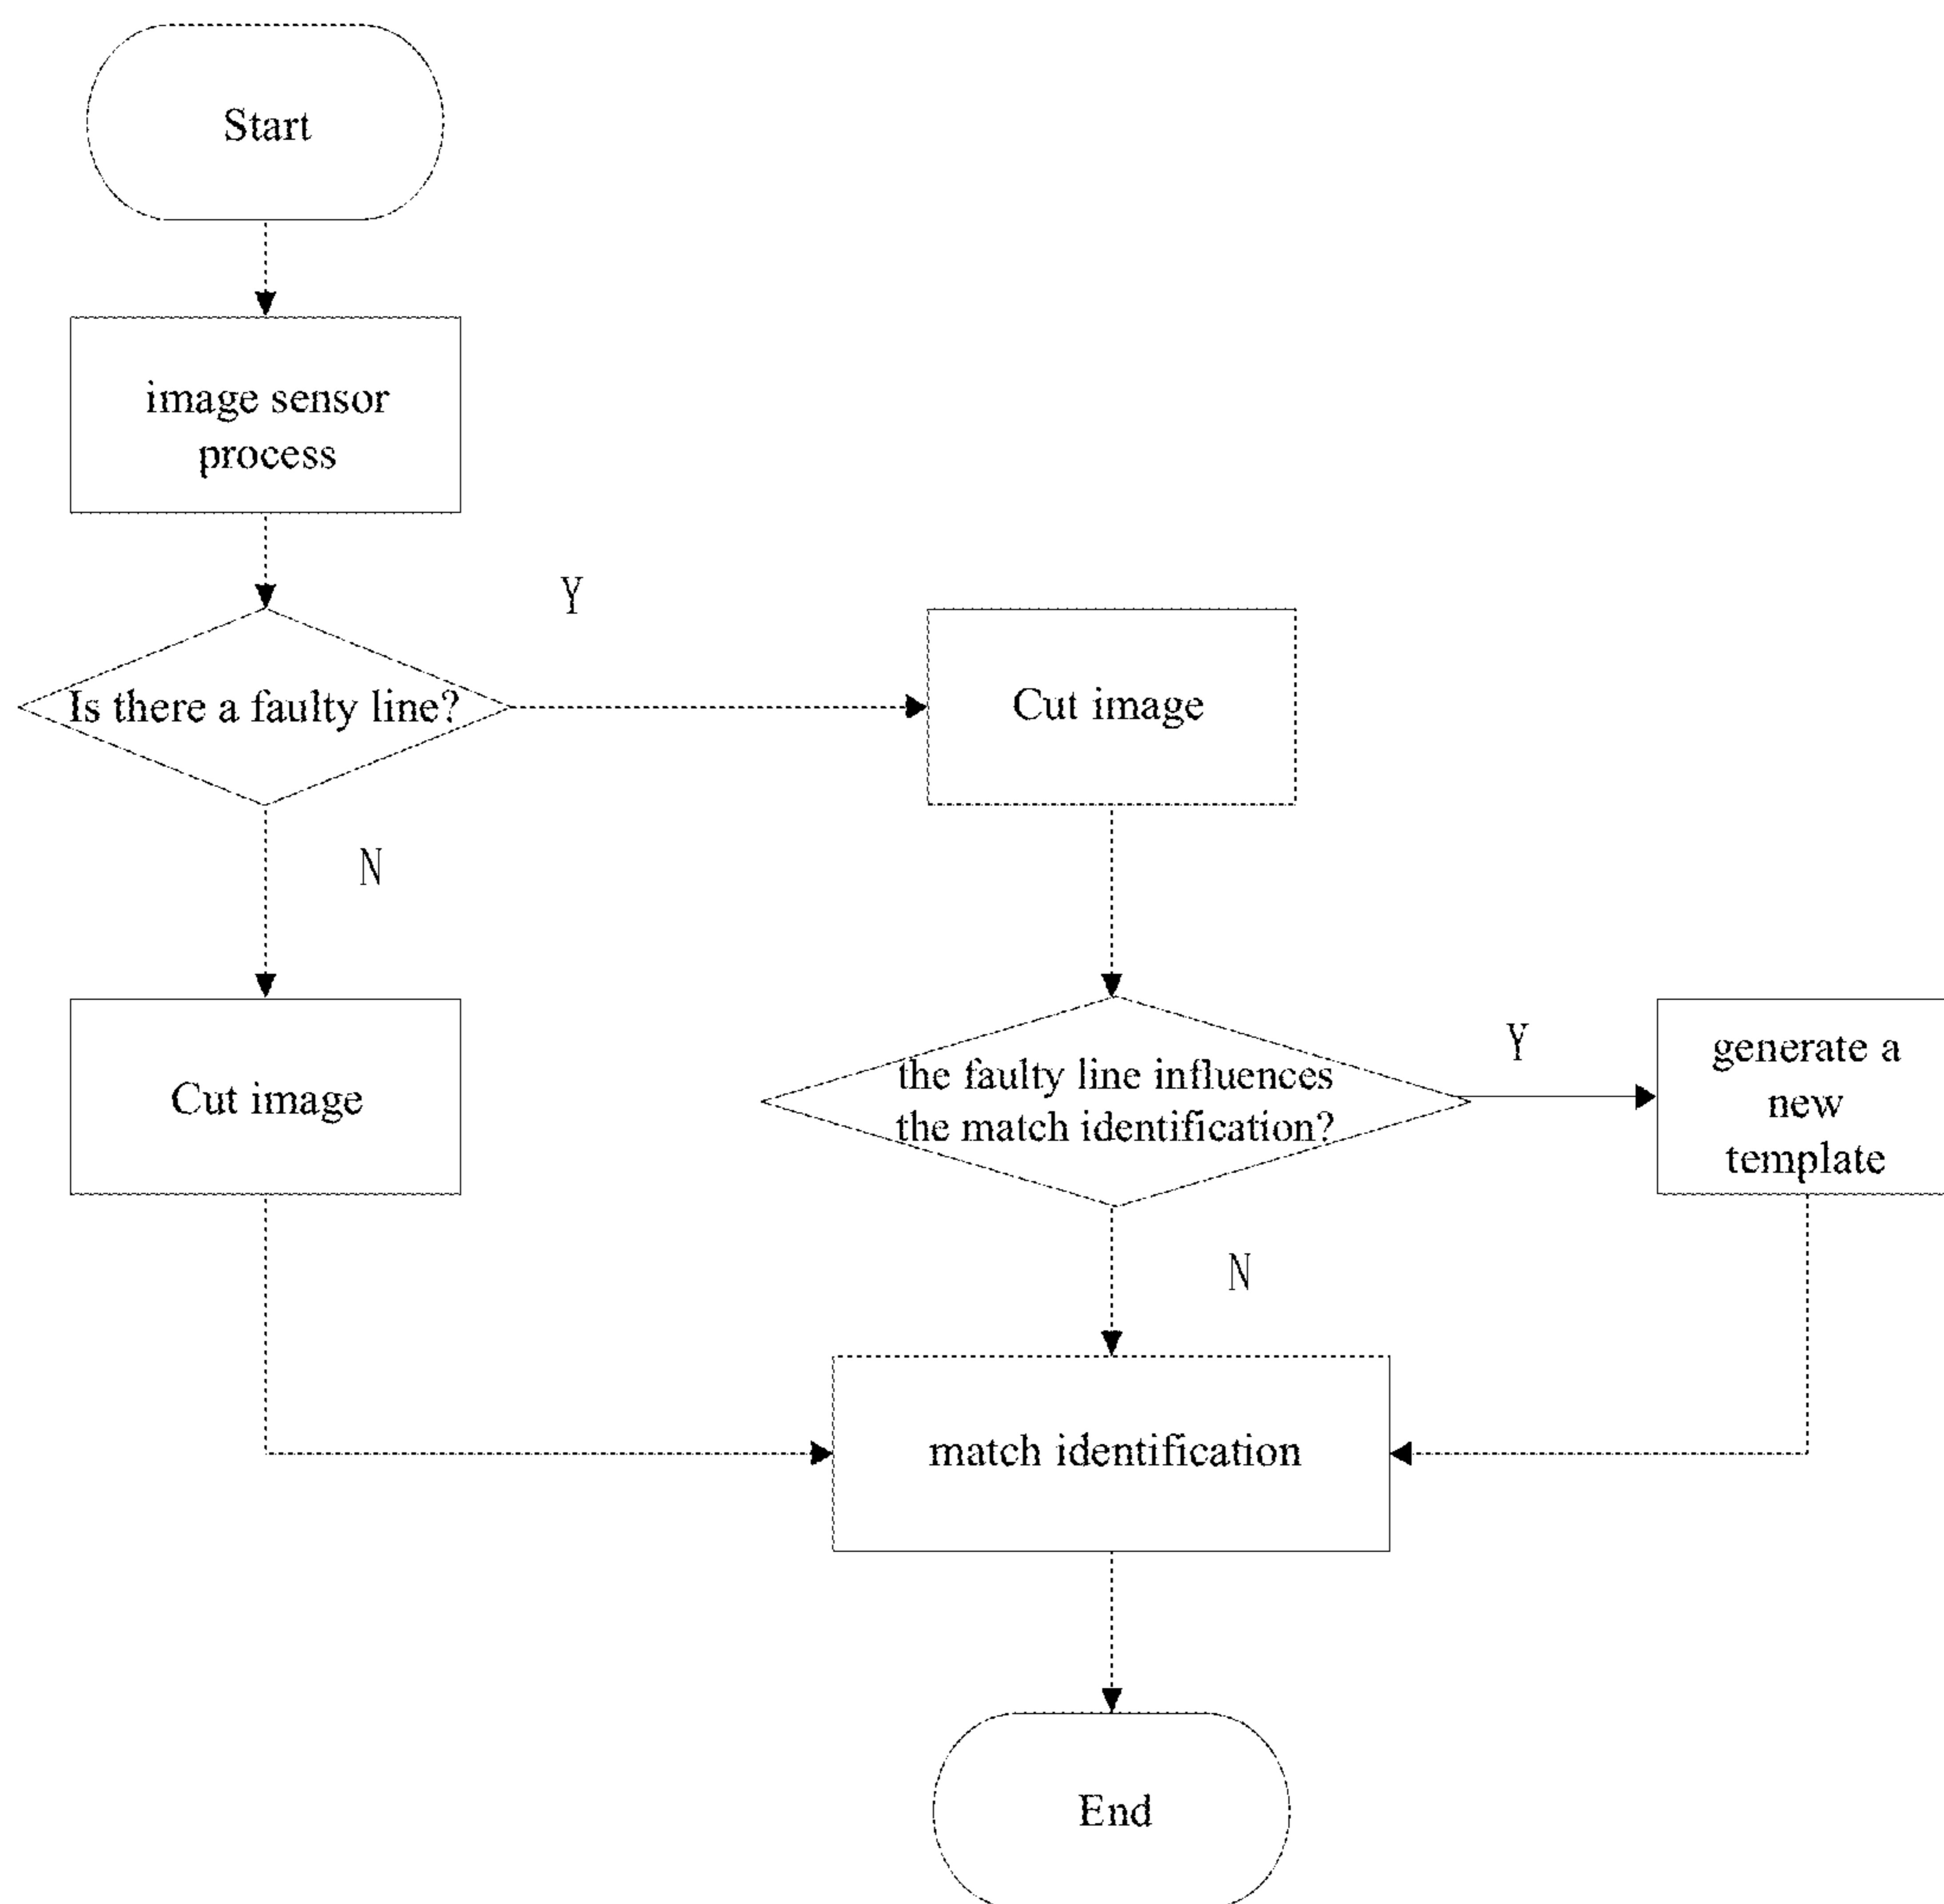 Start
image sensor
process
Y
Is there a faulty line?
Cut image
N
Cut image
the faulty line influences
the match identification?
Y
generate a
new
template
N
match identification
End